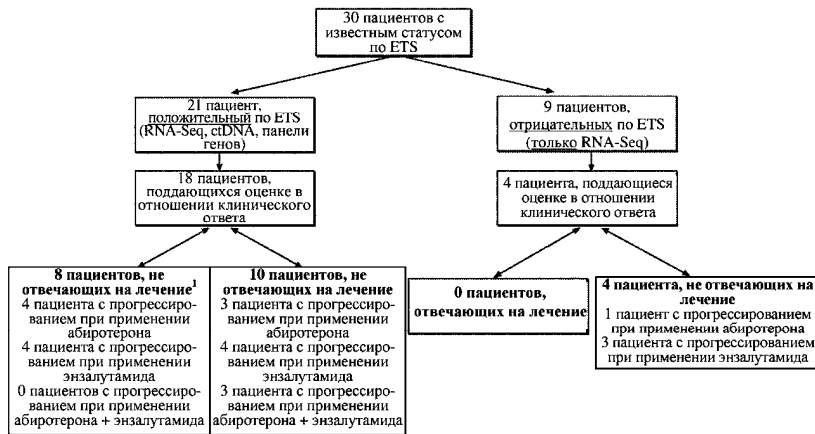 30 пациентов с
известным статусом
по ETS
21 пациент,
положительный по ETS
(RNA-Seq, ctDNA, панели
генов)
9 пациентов,
отрицательных по ETS
(только RNA-Seq)
18 пациентов,
поддающихся оценке в
отношении клинического
ответа
4 пациента, поддающиеся
оценке в отношении
клинического ответа
8 пациентов, не
отвечающих на лечение¹
4 пациента с прогрессиро-
ванием при применении
абиротерона
4 пациента с прогрессиро-
ванием при применении
энзалутамида
0 пациентов с прогрессиро-
ванием при применении
абиротерона + энзалутамида
10 пациентов, не
отвечающих на лечение
3 пациента с прогрессиро-
ванием при применении
абиротерона
4 пациента с прогрессиро-
ванием при применении
энзалутамида
3 пациента с прогрессиро-
ванием при применении
абиротерона + энзалутамида
0 пациентов,
отвечающих на лечение
4 пациента, не отвечающих на
лечение
1 пациент с прогрессированием
при применении абиротерона
3 пациента с прогрессированием
при применении энзалутамида